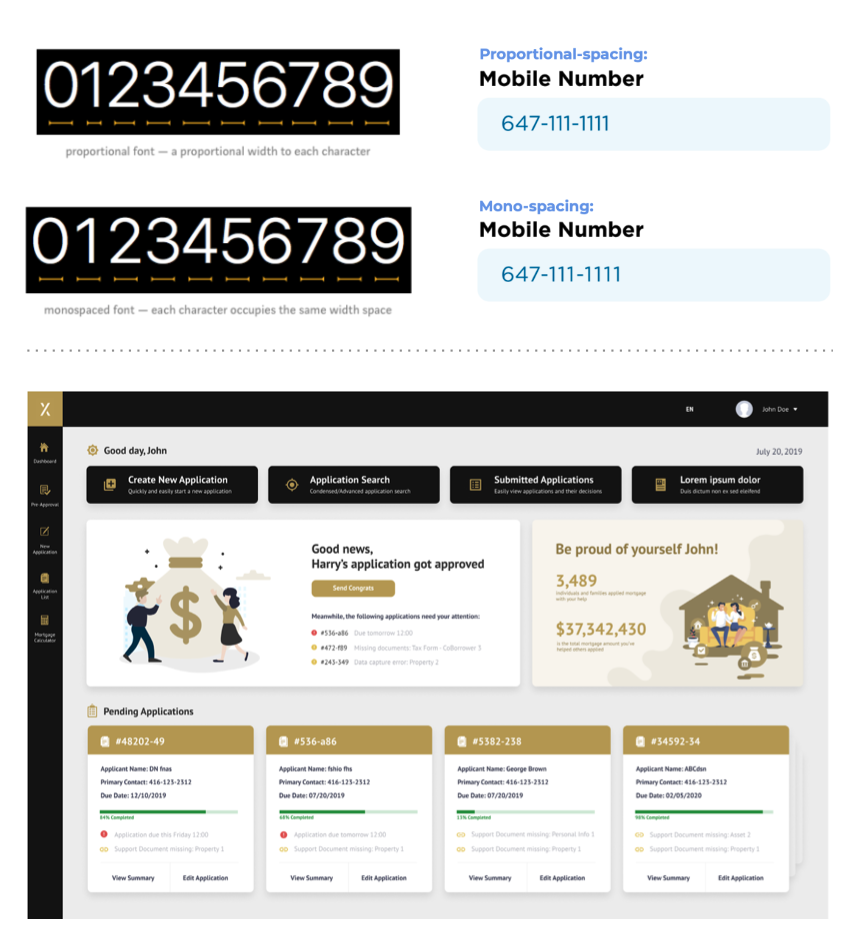 0123456789
proportional font — a proportional width to each character
Proportional-spacing:
Mobile Number
647-111-1111
0123456789
monospaced font — each character occupies the same width space
Mono-spacing:
Mobile Number
647-111-1111
EN
John Doe
Dashboard
Pre-Approval
New
Application
Application
List
Mortgage
Calculator
Good day, John
July 20, 2019
Create New Application
Quickly and easily start a new application
Application Search
Condensed/Advanced application search
Submitted Applications
Easily view applications and their decisions
Lorem ipsum dolor
Duis dictum non ex sed eleifend
$
Good news,
Harry's application got approved
Send Congrats
Meanwhile, the following applications need your attention:
#536-a86 Due tomorrow 12:00
#472-f89 Missing documents: Tax Form - CoBorrower 3
#243-349 Data capture error: Property 2
Be proud of yourself John!
3,489
Individuals and families applied mortgage
with your help
$37,342,430
is the total mortgage amount you've
helped others applied
Pending Applications
#48202-49
Applicant Name: DN fnas
Primary Contact: 416-123-2312
Due Date: 12/10/2019
84% Completed
Application due this Friday 12:00
Support Document missing: Property 1
View Summary
Edit Application
#536-a86
Applicant Name: fshio fhs
Primary Contact: 416-123-2312
Due Date: 07/20/2019
68% Completed
Application due tomorrow 12:00
Support Document missing: Property 1
View Summary
Edit Application
#5382-238
Applicant Name: George Brown
Primary Contact: 416-123-2312
Due Date: 07/20/2019
13% Completed
Support Document missing: Personal Info 1
Support Document missing: Property 1
View Summary
Edit Application
#34592-34
Applicant Name: ABCdsn
Primary Contact: 416-123-2312
Due Date: 02/05/2020
98% Completed
Support Document missing: Asset 2
Support Document missing: Property 1
View Summary
Edit Application